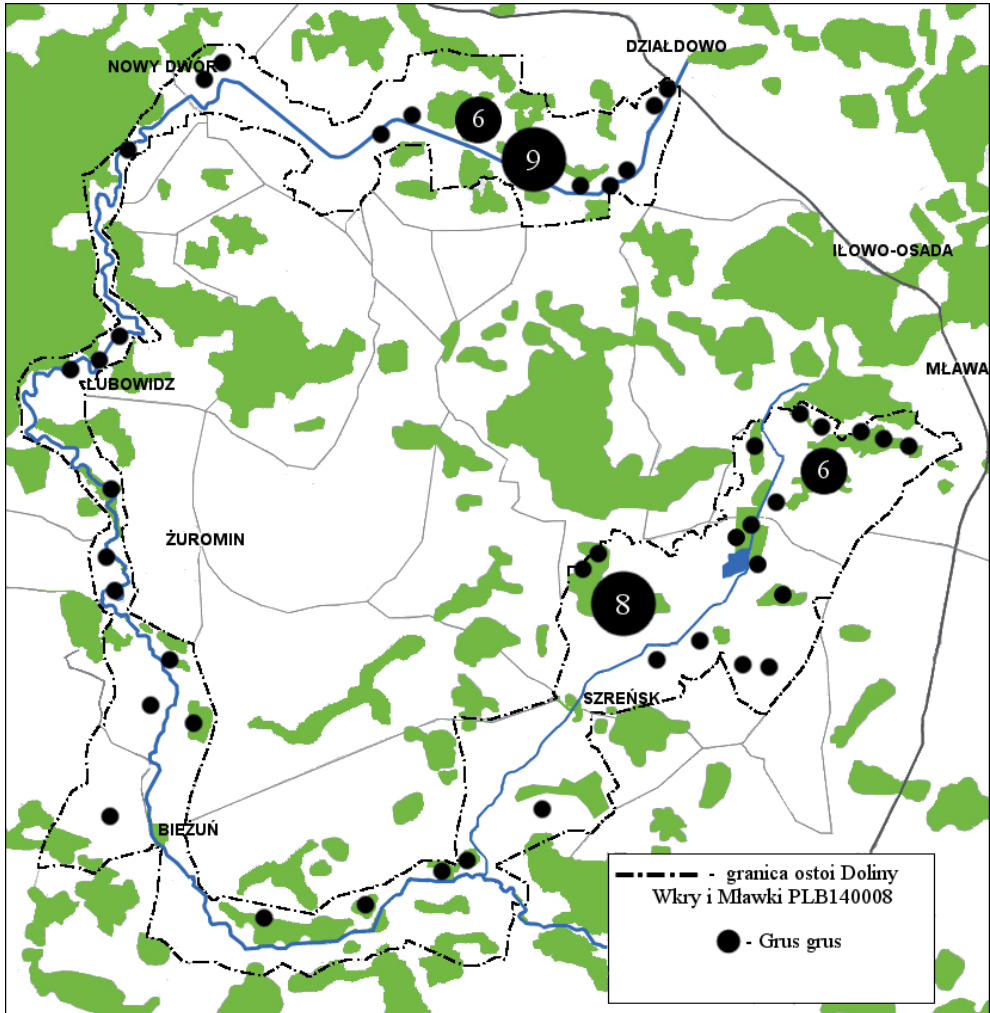 DZIAŁDOWO
NOWY DWÓR
6
9
IŁOWO-OSADA
MŁAWA
ŁUBOWIDZ
6
ŻUROMIN
8
SZREŃSK
BIEŻUŃ
- granica ostoi Doliny
Wkry i Mławki PLB140008
- Grus grus